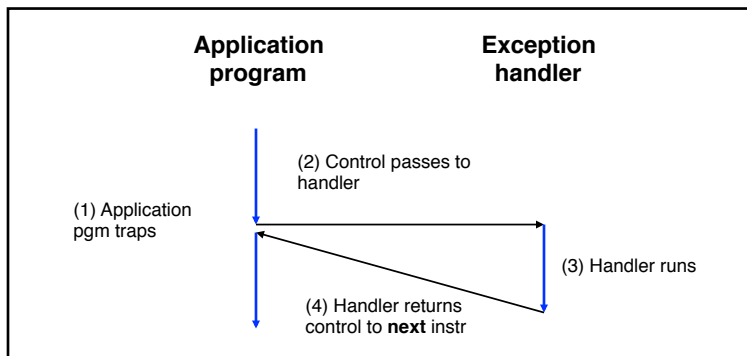 Application
program
Exception
handler
(2) Control passes to
handler
(1) Application
pgm traps
(3) Handler runs
(4) Handler returns
control to next instr